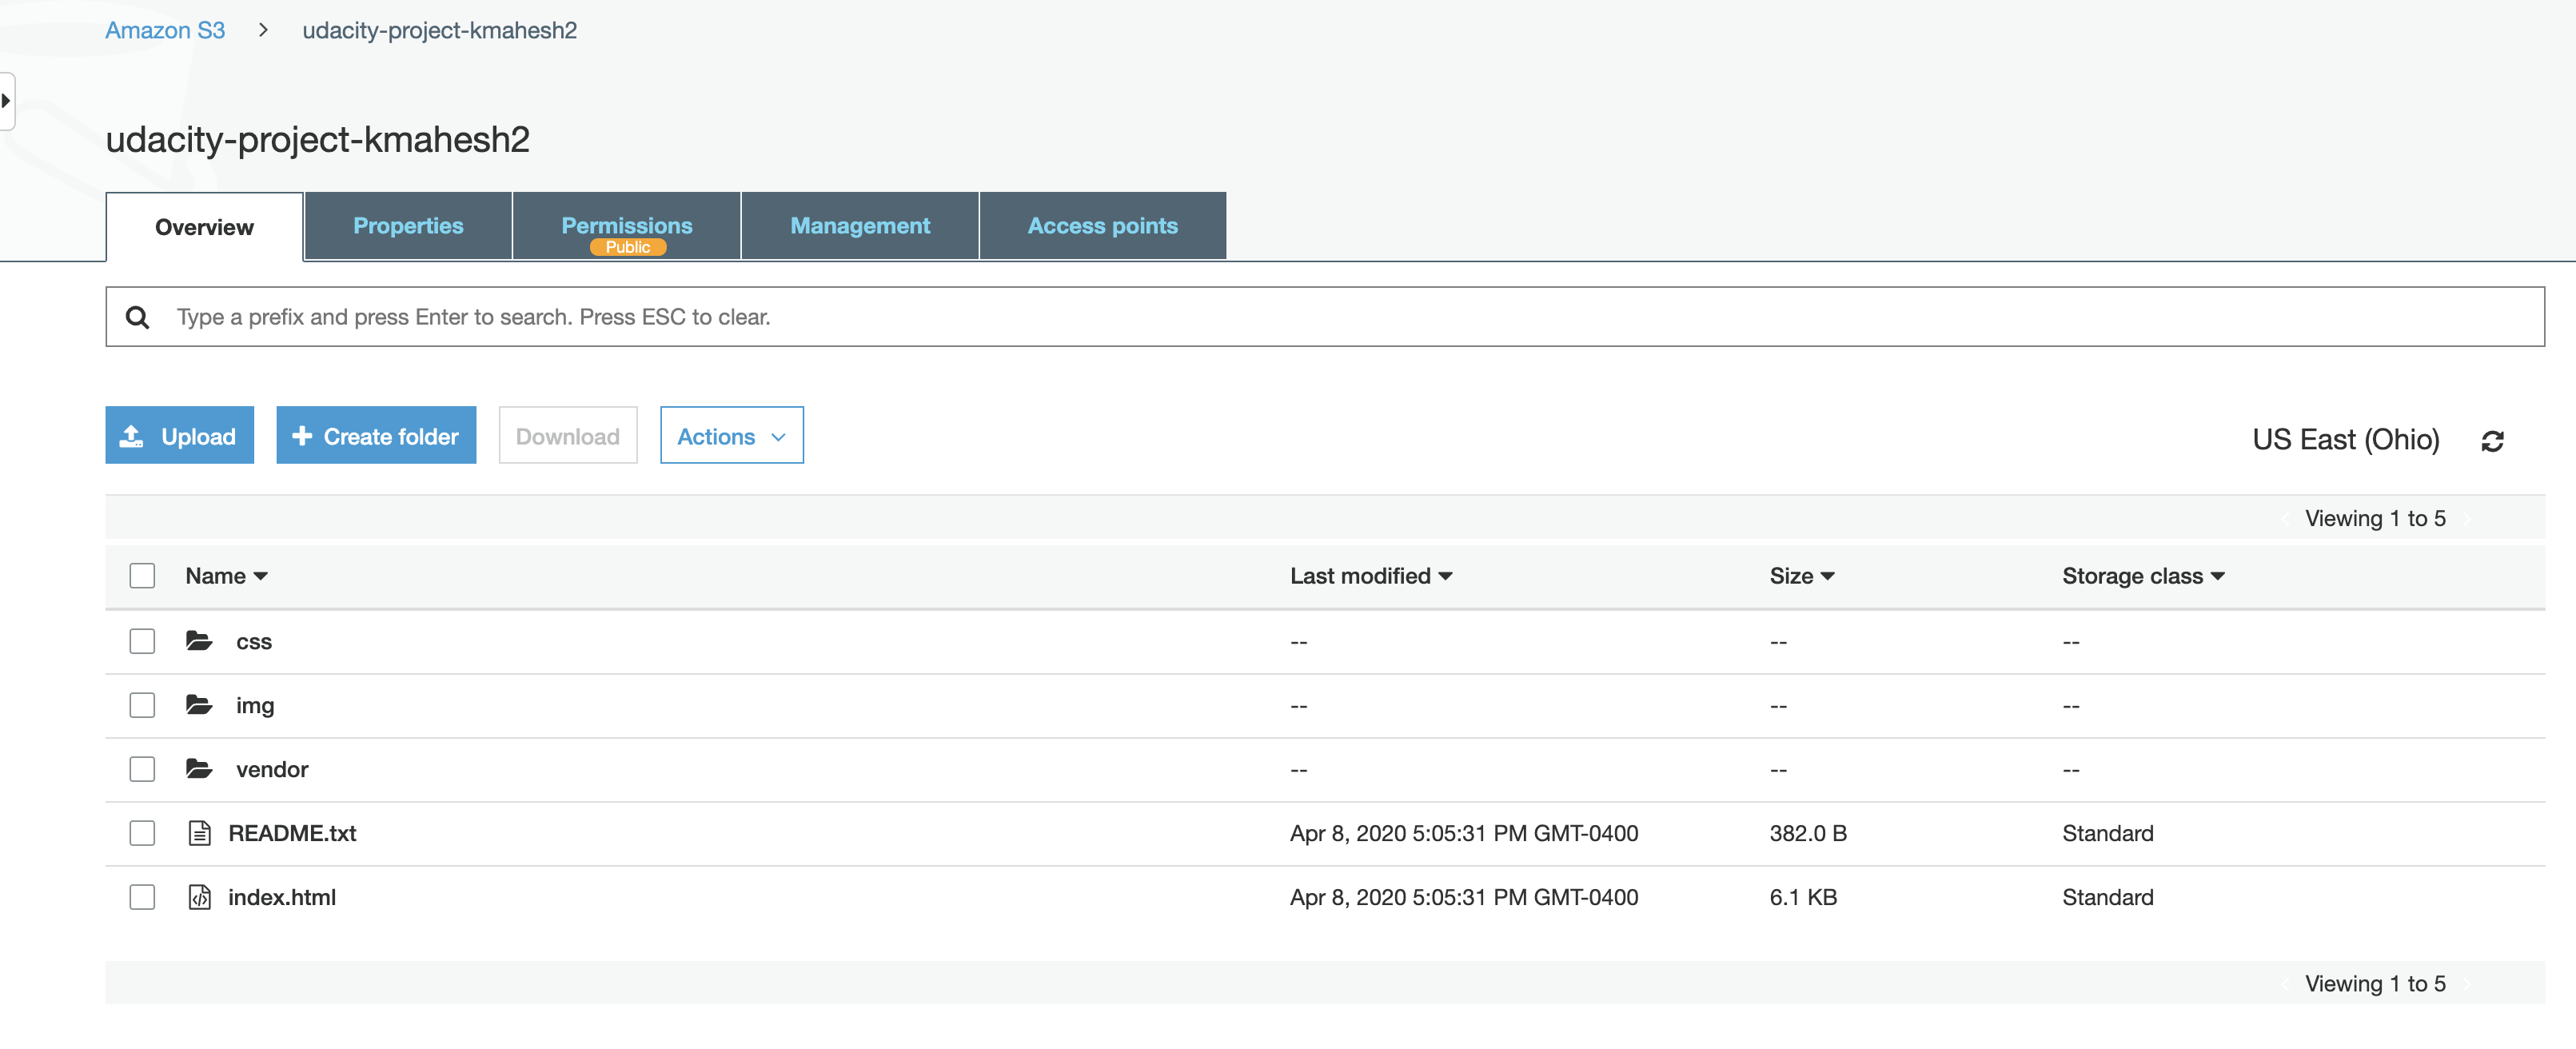 Amazon S3 > udacity-project-kmahesh2
udacity-project-kmahesh2
Overview Properties Permissions Management Access points
Public
Type a prefix and press Enter to search. Press ESC to clear.
Upload Create folder Download Actions US East (Ohio)
Viewing 1 to 5
Name Last modified Size Storage class
css -- -- --
img -- -- --
vendor -- -- --
README.txt Apr 8, 2020 5:05:31 PM GMT-0400 382.0 B Standard
index.html Apr 8, 2020 5:05:31 PM GMT-0400 6.1 KB Standard
Viewing 1 to 5